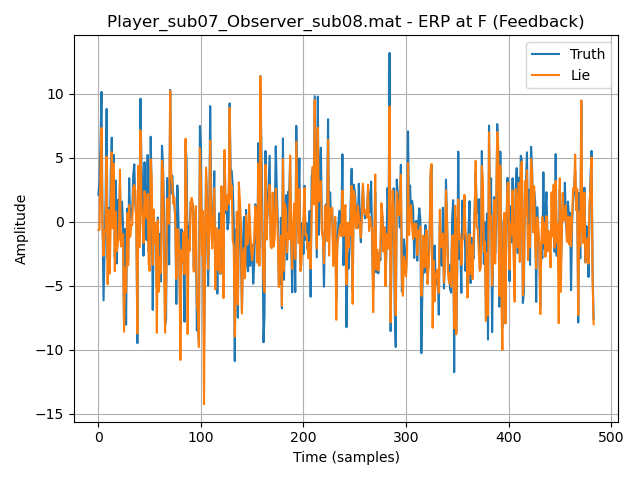 Player_sub07_Observer_sub08.mat - ERP at F (Feedback)
Truth
Lie
10
5
0
−5
−10
−15
Amplitude
0
100
200
300
400
500
Time (samples)